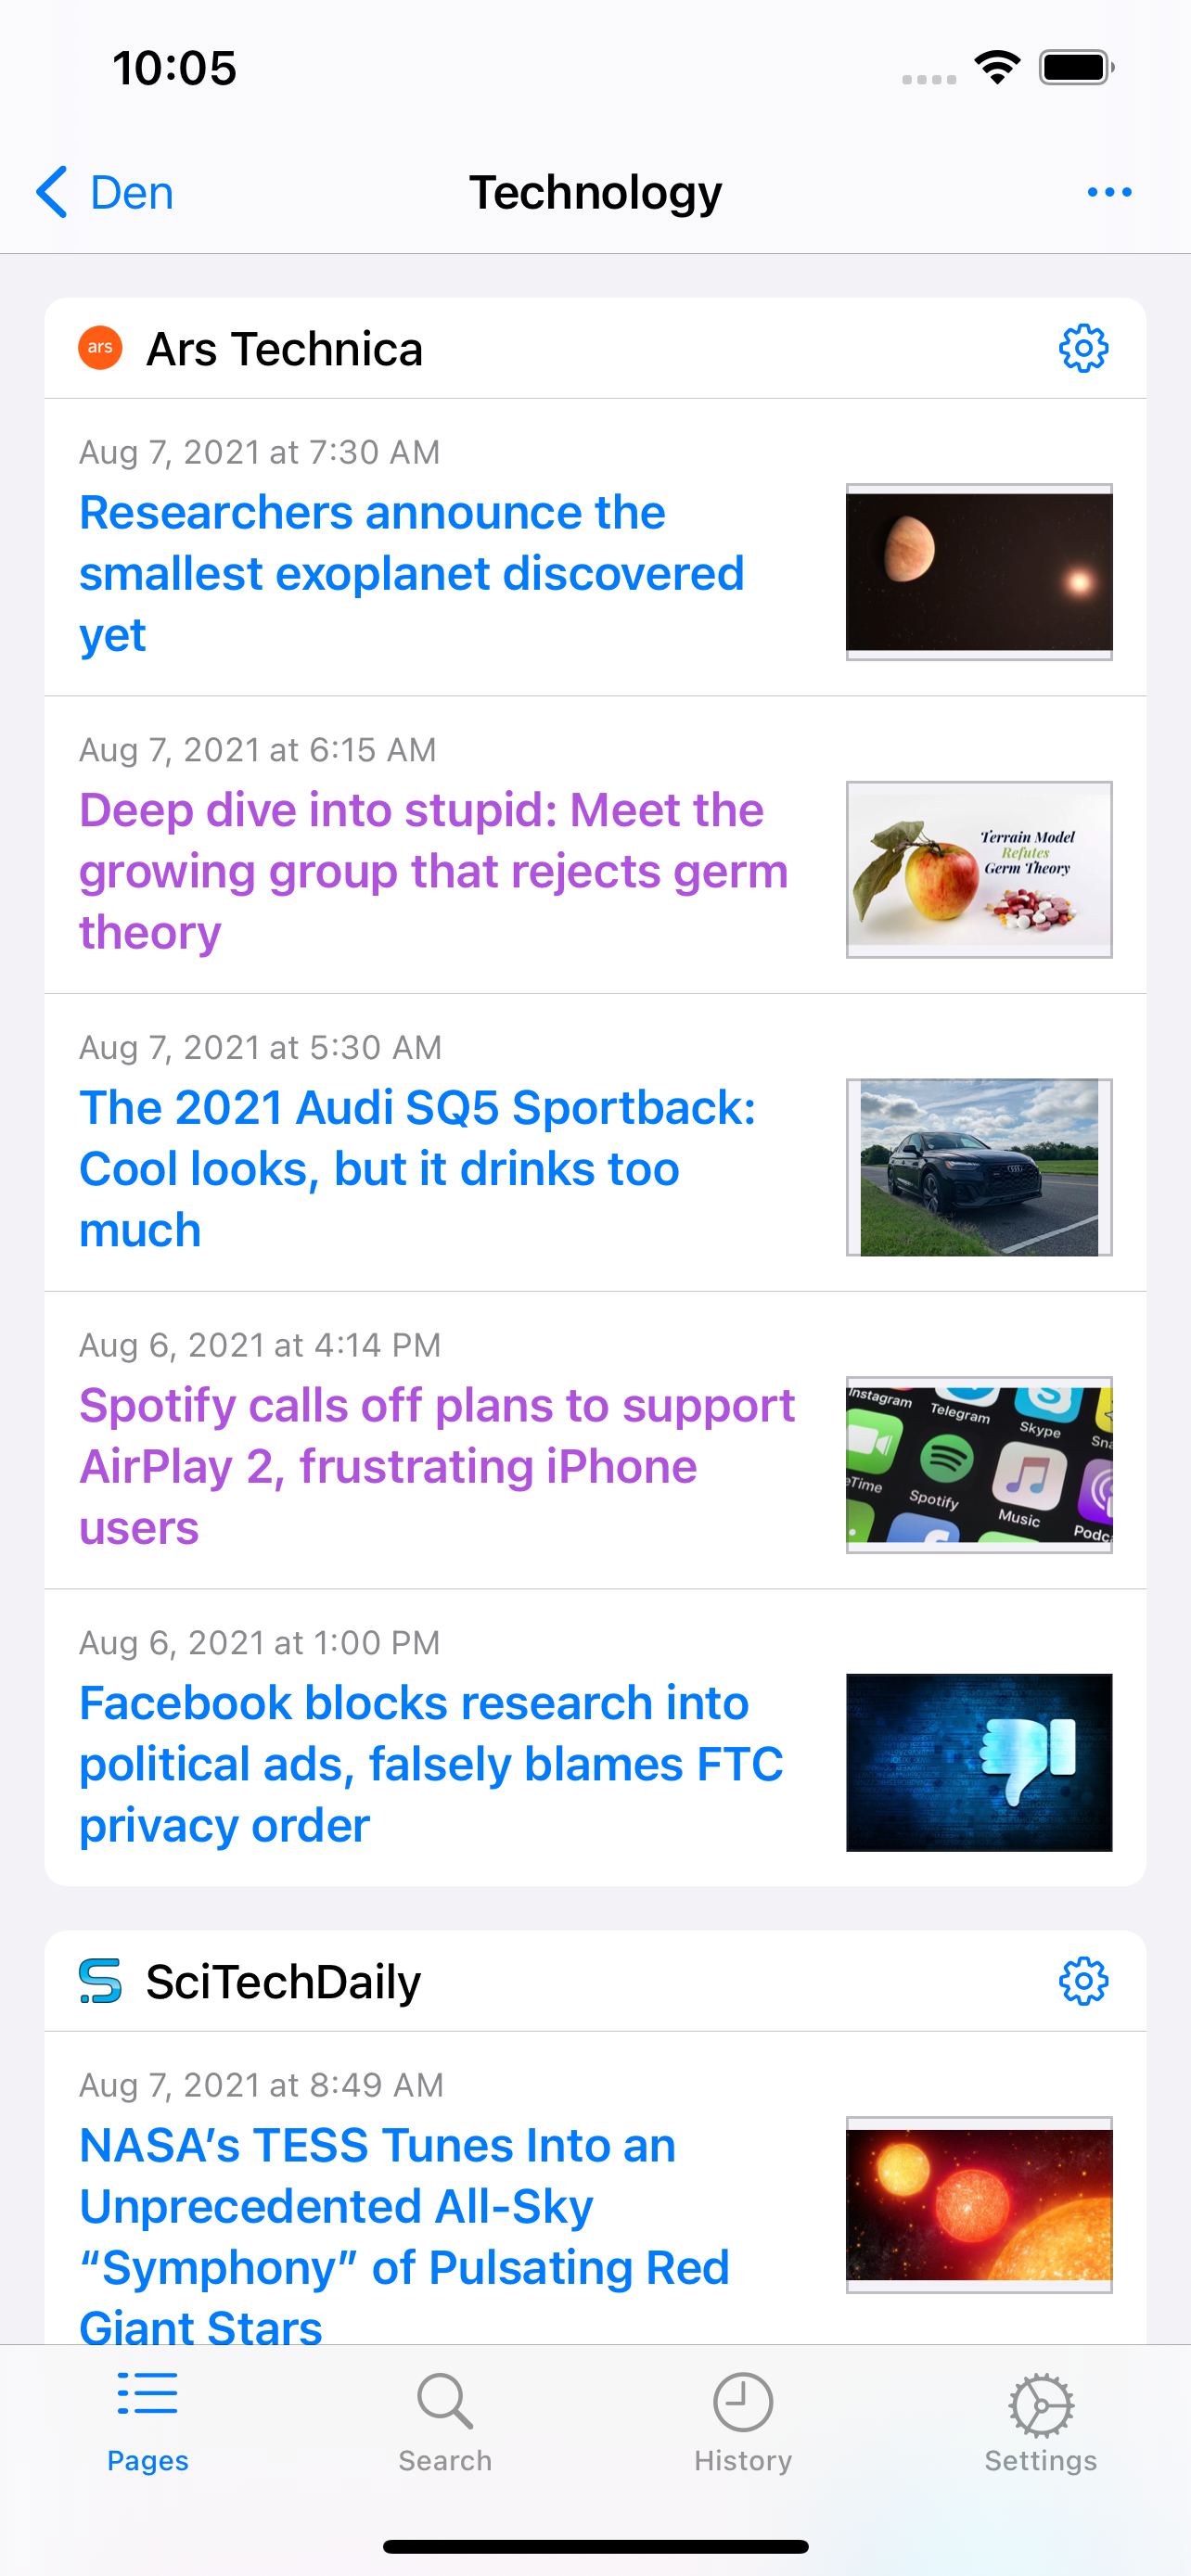 10:05
Den
Technology
ars
Ars Technica
Aug 7, 2021 at 7:30 AM
Researchers announce the
smallest exoplanet discovered
yet
Aug 7, 2021 at 6:15 AM
Deep dive into stupid: Meet the
growing group that rejects germ
theory
Terrain Model
Refutes
Germ Theory
Aug 7, 2021 at 5:30 AM
The 2021 Audi SQ5 Sportback:
Cool looks, but it drinks too
much
Aug 6, 2021 at 4:14 PM
Spotify calls off plans to support
AirPlay 2, frustrating iPhone
users
Instagram
Telegram
Skype
Sna
eTime
Spotify
Music
Podca
Aug 6, 2021 at 1:00 PM
Facebook blocks research into
political ads, falsely blames FTC
privacy order
SciTechDaily
Aug 7, 2021 at 8:49 AM
NASA’s TESS Tunes Into an
Unprecedented All-Sky
“Symphony” of Pulsating Red
Giant Stars
Pages
Search
History
Settings